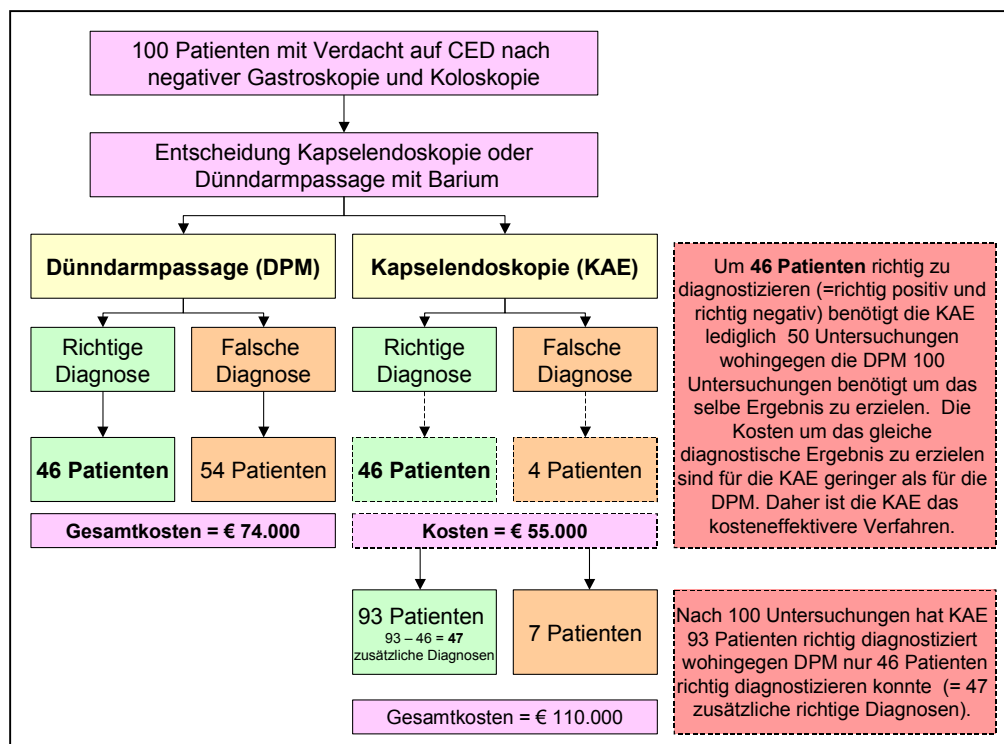 100 Patienten mit Verdacht auf CED nach
negativer Gastroskopie und Koloskopie
Entscheidung Kapselendoskopie oder
Dünndarmpassage mit Barium
Dünndarmpassage (DPM)
Kapselendoskopie (KAE)
Richtige
Diagnose
Falsche
Diagnose
Richtige
Diagnose
Falsche
Diagnose
46 Patienten
54 Patienten
46 Patienten
4 Patienten
Gesamtkosten = € 74.000
Kosten = € 55.000
93 Patienten
93 – 46 = 47
zusätzliche Diagnosen
7 Patienten
Gesamtkosten = € 110.000
Um 46 Patienten richtig zu
diagnostizieren (=richtig positiv und
richtig negativ) benötigt die KAE
lediglich 50 Untersuchungen
wohingegen die DPM 100
Untersuchungen benötigt um das
selbe Ergebnis zu erzielen. Die
Kosten um das gleiche
diagnostische Ergebnis zu erzielen
sind für die KAE geringer als für die
DPM. Daher ist die KAE das
kosteneffektivere Verfahren.
Nach 100 Untersuchungen hat KAE
93 Patienten richtig diagnostiziert
wohingegen DPM nur 46 Patienten
richtig diagnostizieren konnte (= 47
zusätzliche richtige Diagnosen).